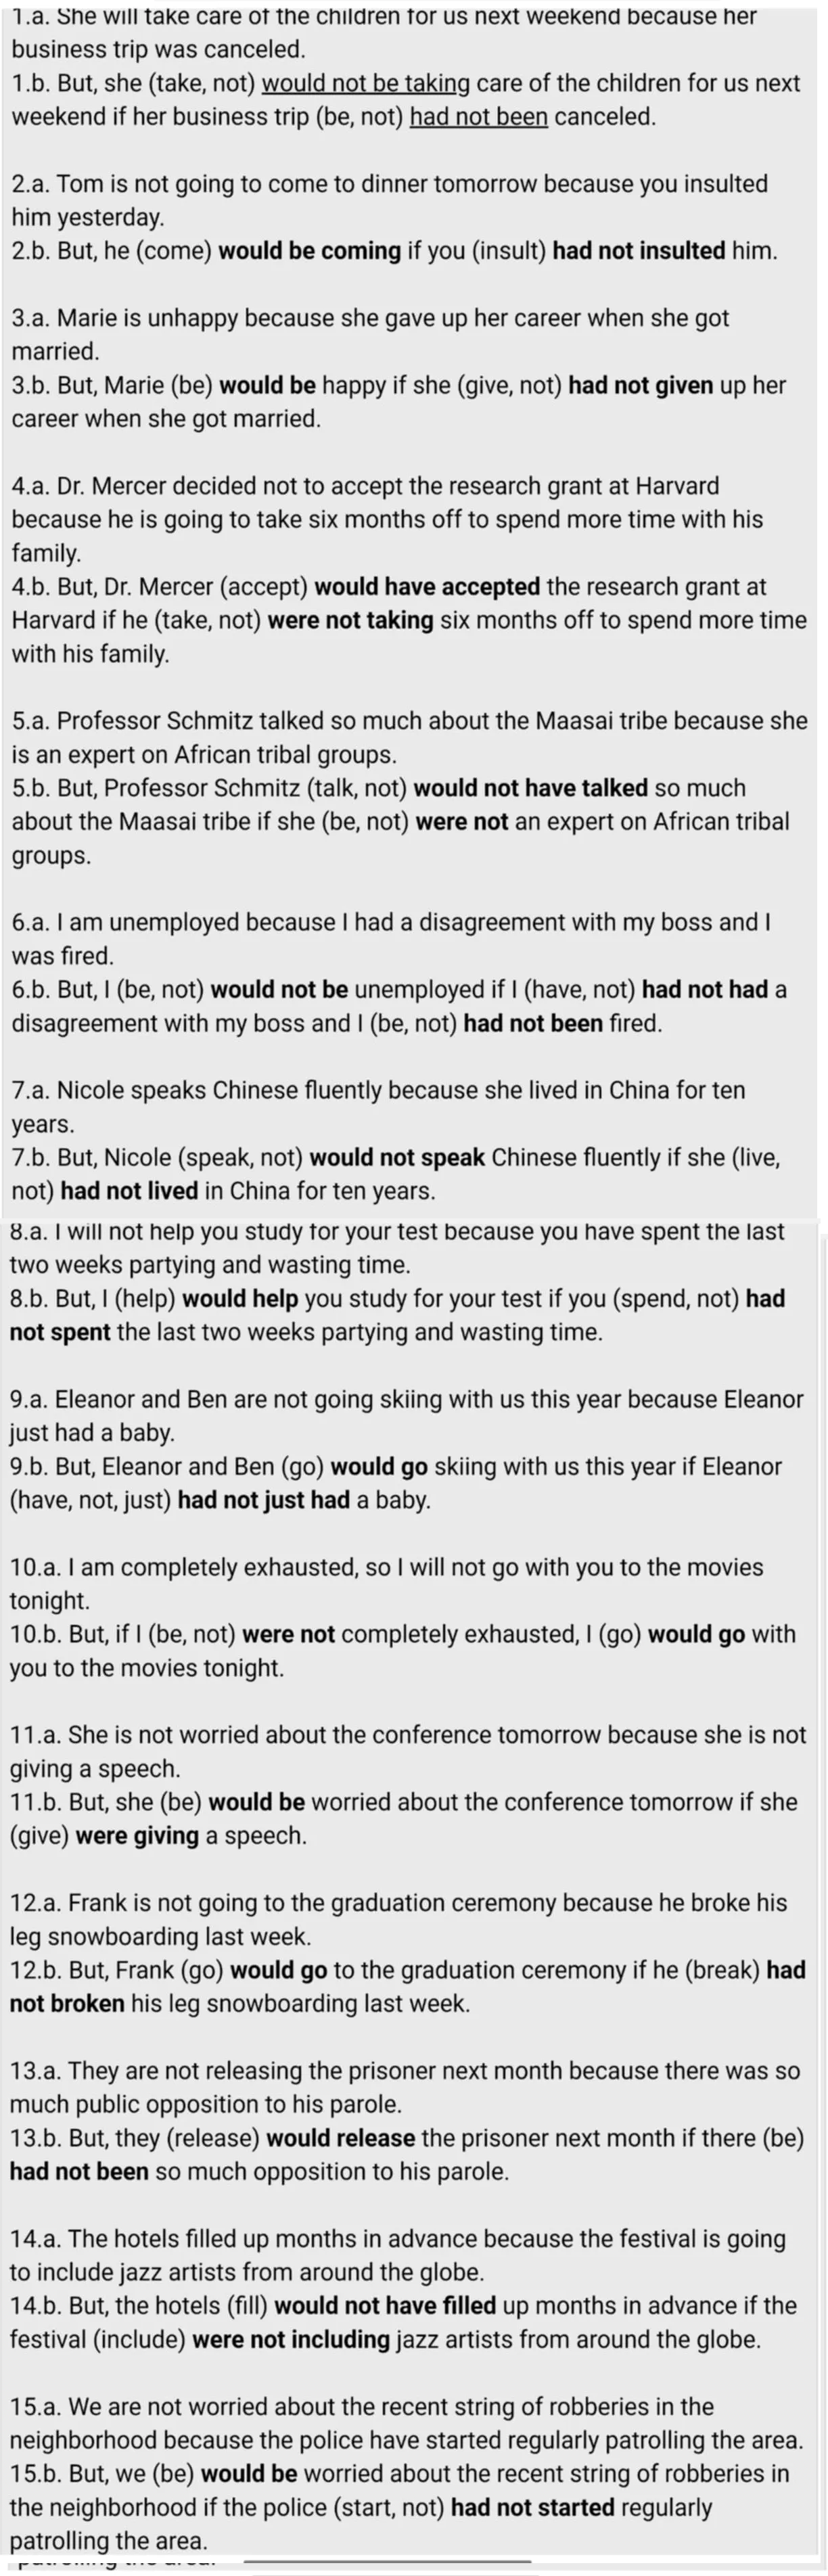 1.a. She will take care of the children for us next weekend because her
business trip was canceled.
1.b. But, she (take, not) would not be taking care of the children for us next
weekend if her business trip (be, not) had not been canceled.
2.a. Tom is not going to come to dinner tomorrow because you insulted
him yesterday.
2.b. But, he (come) would be coming if you (insult) had not insulted him.
3.a. Marie is unhappy because she gave up her career when she got
married.
3.b. But, Marie (be) would be happy if she (give, not) had not given up her
career when she got married.
4.a. Dr. Mercer decided not to accept the research grant at Harvard
because he is going to take six months off to spend more time with his
family.
4.b. But, Dr. Mercer (accept) would have accepted the research grant at
Harvard if he (take, not) were not taking six months off to spend more time
with his family.
5.a. Professor Schmitz talked so much about the Maasai tribe because she
is an expert on African tribal groups.
5.b. But, Professor Schmitz (talk, not) would not have talked so much
about the Maasai tribe if she (be, not) were not an expert on African tribal
groups.
6.a. I am unemployed because I had a disagreement with my boss and I
was fired.
6.b. But, I (be, not) would not be unemployed if I (have, not) had not had a
disagreement with my boss and I (be, not) had not been fired.
7.a. Nicole speaks Chinese fluently because she lived in China for ten
years.
7.b. But, Nicole (speak, not) would not speak Chinese fluently if she (live,
not) had not lived in China for ten years.
8.a. I will not help you study for your test because you have spent the last
two weeks partying and wasting time.
8.b. But, I (help) would help you study for your test if you (spend, not) had
not spent the last two weeks partying and wasting time.
9.a. Eleanor and Ben are not going skiing with us this year because Eleanor
just had a baby.
9.b. But, Eleanor and Ben (go) would go skiing with us this year if Eleanor
(have, not, just) had not just had a baby.
10.a. I am completely exhausted, so I will not go with you to the movies
tonight.
10.b. But, if I (be, not) were not completely exhausted, I (go) would go with
you to the movies tonight.
11.a. She is not worried about the conference tomorrow because she is not
giving a speech.
11.b. But, she (be) would be worried about the conference tomorrow if she
(give) were giving a speech.
12.a. Frank is not going to the graduation ceremony because he broke his
leg snowboarding last week.
12.b. But, Frank (go) would go to the graduation ceremony if he (break) had
not broken his leg snowboarding last week.
13.a. They are not releasing the prisoner next month because there was so
much public opposition to his parole.
13.b. But, they (release) would release the prisoner next month if there (be)
had not been so much opposition to his parole.
14.a. The hotels filled up months in advance because the festival is going
to include jazz artists from around the globe.
14.b. But, the hotels (fill) would not have filled up months in advance if the
festival (include) were not including jazz artists from around the globe.
15.a. We are not worried about the recent string of robberies in the
neighborhood because the police have started regularly patrolling the area.
15.b. But, we (be) would be worried about the recent string of robberies in
the neighborhood if the police (start, not) had not started regularly
patrolling the area.